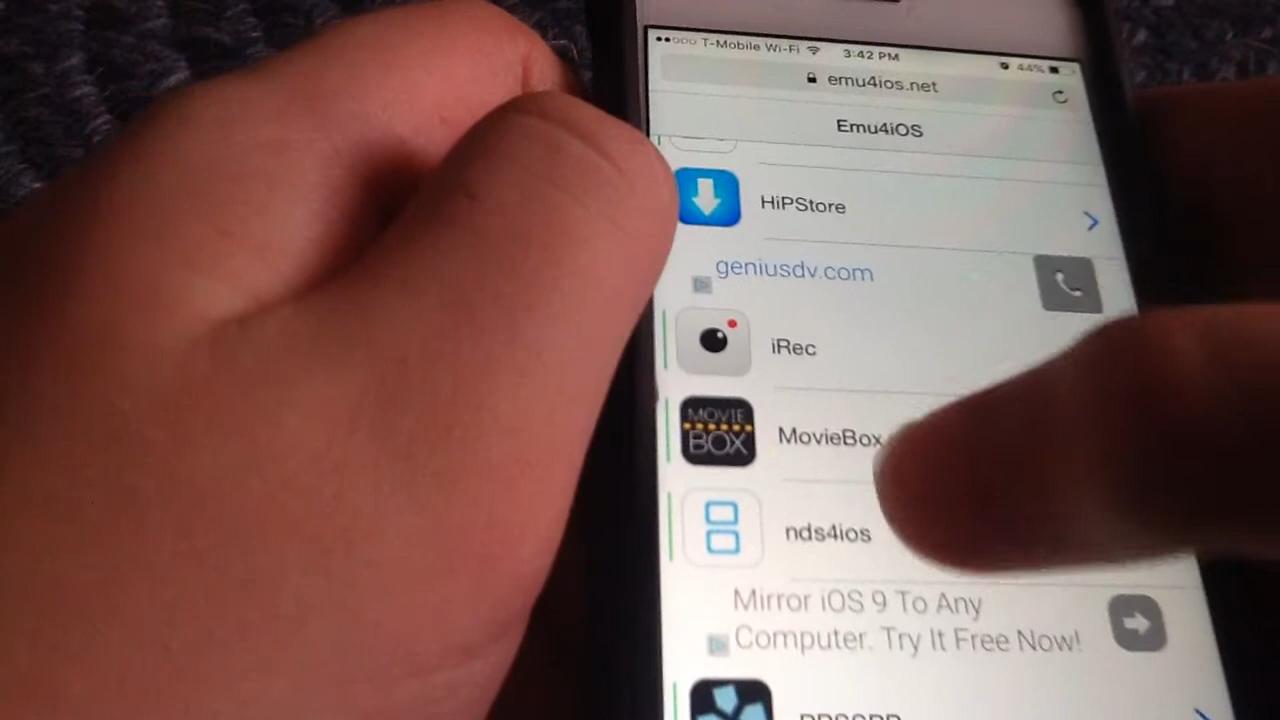 T-Mobile Wi-Fi 3:42 PM 44%
emu4ios.net
Emu4iOS
HiPStore
geniusdv.com
iRec
MOVIE
BOX
MovieBox
nds4ios
Mirror iOS 9 To Any
Computer. Try It Free Now!